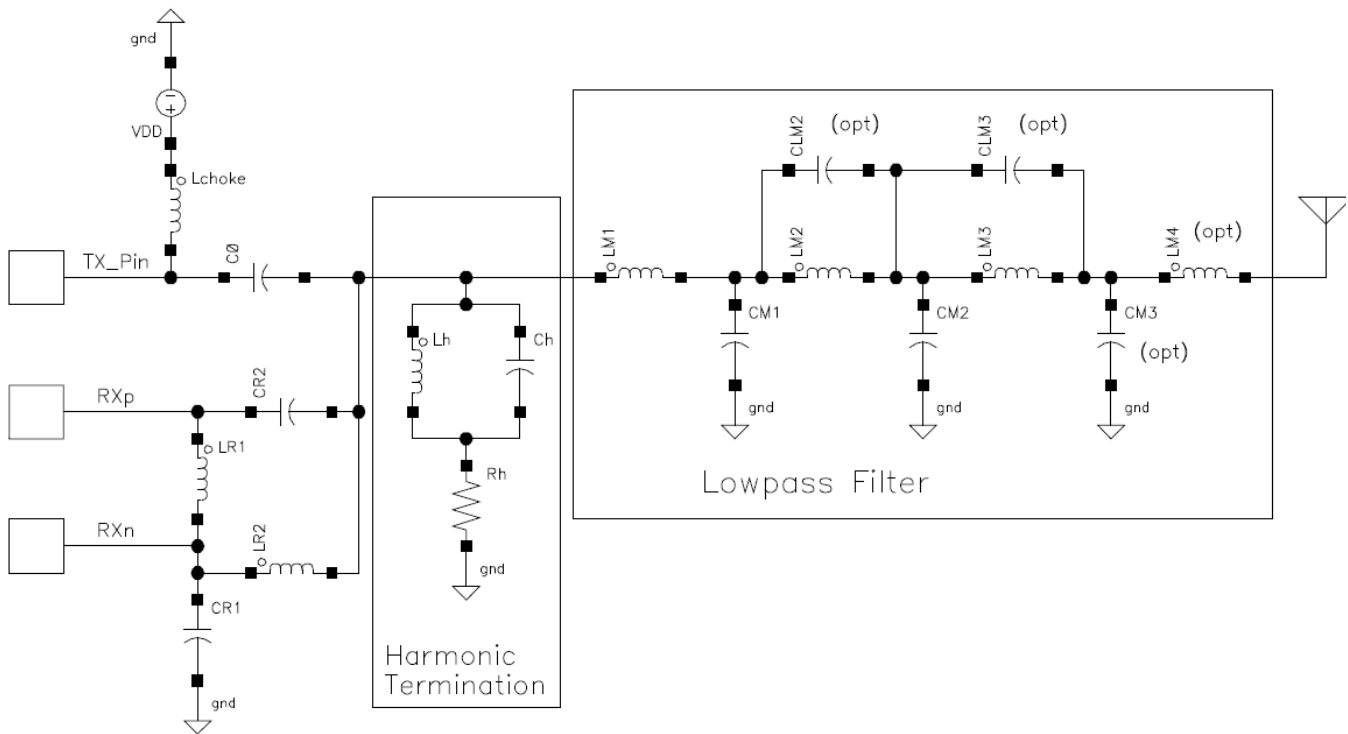 gnd
VDD
Lchoke
TX_Pin
C0
RXp
CR2
LR1
RXn
LR2
CR1
gnd
Lh
Ch
Rh
gnd
Harmonic
Termination
CLM2
(opt)
CLM3
(opt)
LM1
LM2
LM3
LM4
(opt)
CM1
CM2
CM3
(opt)
gnd
gnd
gnd
Lowpass Filter